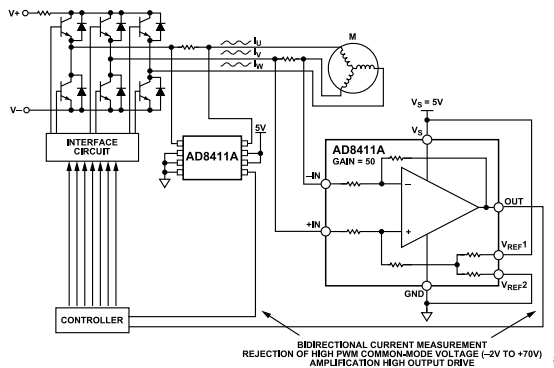 V+
V–
INTERFACE
CIRCUIT
CONTROLLER
IU
IV
IW
M
5V
AD8411A
VS = 5V
VS
AD8411A
GAIN = 50
–IN
+IN
–
+
OUT
VREF1
VREF2
GND
BIDIRECTIONAL CURRENT MEASUREMENT
REJECTION OF HIGH PWM COMMON-MODE VOLTAGE (–2V TO +70V)
AMPLIFICATION HIGH OUTPUT DRIVE